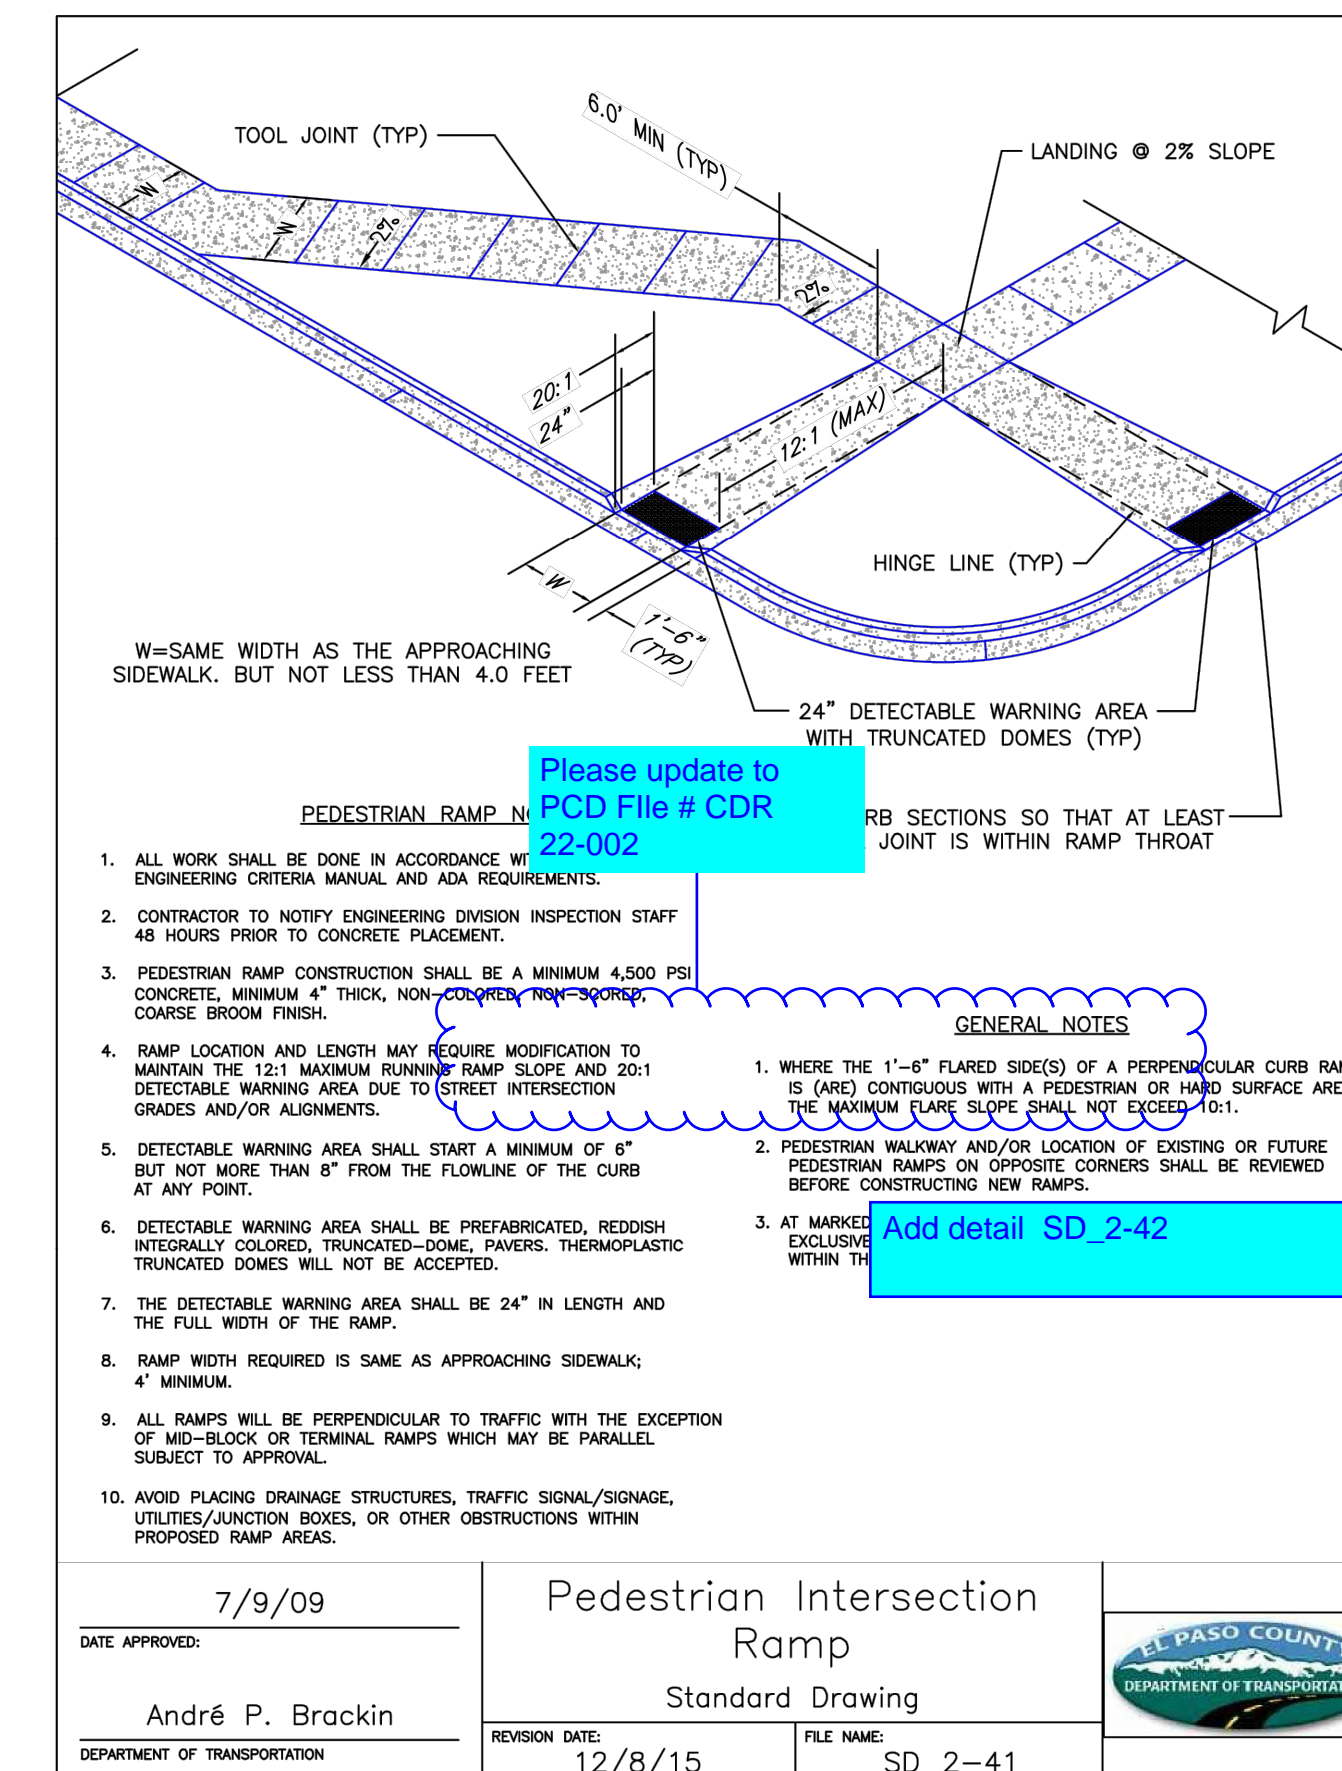 TOOL JOINT (TYP)
6.0' MIN (TYP)
LANDING @ 2% SLOPE
W
W
2%
2%
20:1
24"
12:1 (MAX)
HINGE LINE (TYP)
W
1'-6"
(TYP)
W=SAME WIDTH AS THE APPROACHING
SIDEWALK. BUT NOT LESS THAN 4.0 FEET
24" DETECTABLE WARNING AREA
WITH TRUNCATED DOMES (TYP)
Please update to
PCD FIle # CDR
22-002
RB SECTIONS SO THAT AT LEAST
JOINT IS WITHIN RAMP THROAT
PEDESTRIAN RAMP
1. ALL WORK SHALL BE DONE IN ACCORDANCE
ENGINEERING CRITERIA MANUAL AND ADA REQUIREMENTS.
2. CONTRACTOR TO NOTIFY ENGINEERING DIVISION INSPECTION STAFF
48 HOURS PRIOR TO CONCRETE PLACEMENT.
3. PEDESTRIAN RAMP CONSTRUCTION SHALL BE A MINIMUM 4,500 PSI
CONCRETE, MINIMUM 4" THICK, NON-COLORED, NON-SCORED,
COARSE BROOM FINISH.
4. RAMP LOCATION AND LENGTH MAY REQUIRE MODIFICATION TO
MAINTAIN THE 12:1 MAXIMUM RUNNING RAMP SLOPE AND 20:1
DETECTABLE WARNING AREA DUE TO STREET INTERSECTION
GRADES AND/OR ALIGNMENTS.
5. DETECTABLE WARNING AREA SHALL START A MINIMUM OF 6"
BUT NOT MORE THAN 8" FROM THE FLOWLINE OF THE CURB
AT ANY POINT.
6. DETECTABLE WARNING AREA SHALL BE PREFABRICATED, REDDISH
INTEGRALLY COLORED, TRUNCATED-DOME, PAVERS. THERMOPLASTIC
TRUNCATED DOMES WILL NOT BE ACCEPTED.
7. THE DETECTABLE WARNING AREA SHALL BE 24" IN LENGTH AND
THE FULL WIDTH OF THE RAMP.
8. RAMP WIDTH REQUIRED IS SAME AS APPROACHING SIDEWALK;
4' MINIMUM.
9. ALL RAMPS WILL BE PERPENDICULAR TO TRAFFIC WITH THE EXCEPTION
OF MID-BLOCK OR TERMINAL RAMPS WHICH MAY BE PARALLEL
SUBJECT TO APPROVAL.
10. AVOID PLACING DRAINAGE STRUCTURES, TRAFFIC SIGNAL/SIGNAGE,
UTILITIES/JUNCTION BOXES, OR OTHER OBSTRUCTIONS WITHIN
PROPOSED RAMP AREAS.
GENERAL NOTES
1. WHERE THE 1'-6" FLARED SIDE(S) OF A PERPENDICULAR CURB
IS (ARE) CONTIGUOUS WITH A PEDESTRIAN OR HARD SURFACE
THE MAXIMUM FLARE SLOPE SHALL NOT EXCEED 10:1.
2. PEDESTRIAN WALKWAY AND/OR LOCATION OF EXISTING OR FUTURE
PEDESTRIAN RAMPS ON OPPOSITE CORNERS SHALL BE REVIEWED
BEFORE CONSTRUCTING NEW RAMPS.
3. AT MARKED
EXCLUSIVE
WITHIN TH
Add detail SD_2-42
7/9/09
DATE APPROVED:
André P. Brackin
DEPARTMENT OF TRANSPORTATION
Pedestrian Intersection
Ramp
Standard Drawing
REVISION DATE:
12/8/15
FILE NAME:
SD_2-41
EL PASO COUNTY
DEPARTMENT OF TRANSPORTAT